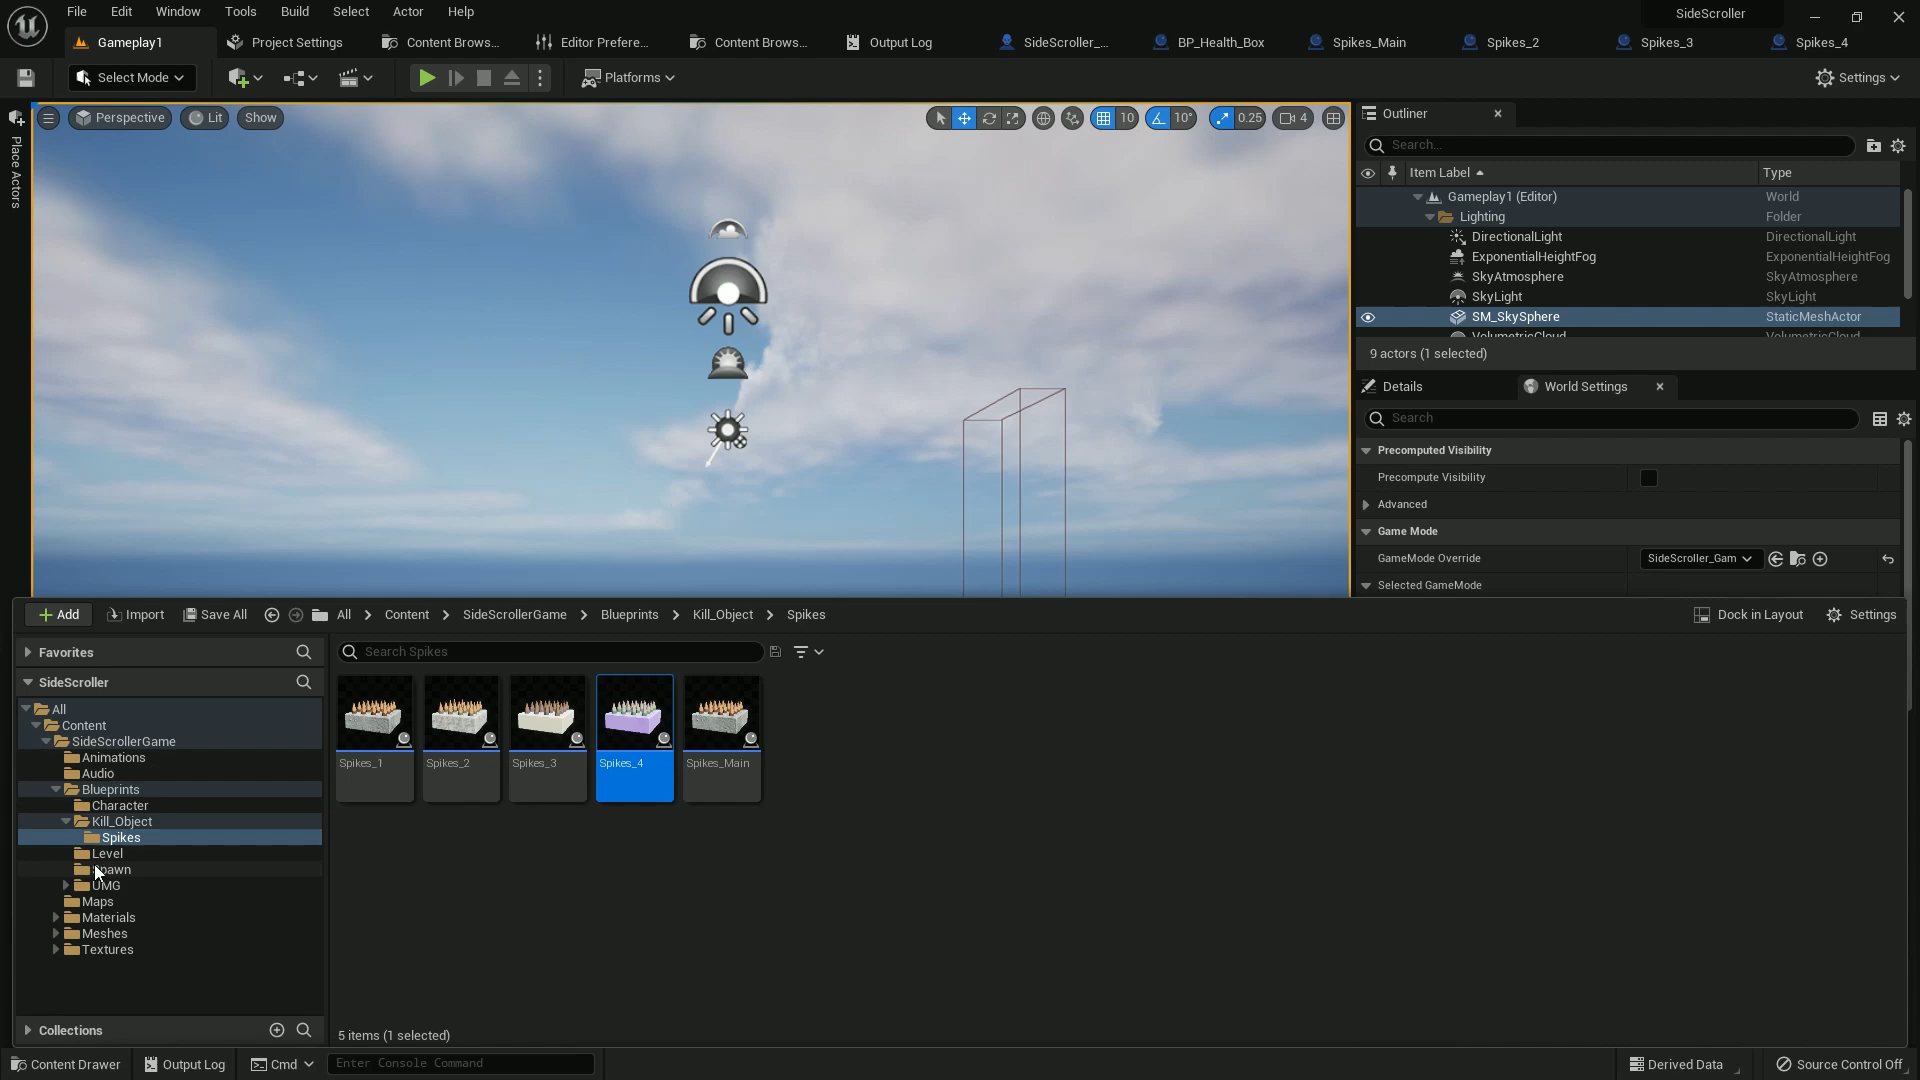 File Edit Window Tools Build Select Actor Help
SideScroller
Gameplay1 Project Settings Content Brows... Editor Prefere... Content Brows... Output Log SideScroller_... BP_Health_Box Spikes_Main Spikes_2 Spikes_3 Spikes_4
Select Mode Platforms Settings
Place Actors
Perspective Lit Show 10 10° 0.25 4
Outliner
Search...
Item Label Type
Gameplay1 (Editor) World
Lighting Folder
DirectionalLight DirectionalLight
ExponentialHeightFog ExponentialHeightFog
SkyAtmosphere SkyAtmosphere
SkyLight SkyLight
SM_SkySphere StaticMeshActor
VolumetricCloud VolumetricCloud
9 actors (1 selected)
Details World Settings
Search
Precomputed Visibility
Precompute Visibility
Advanced
Game Mode
GameMode Override SideScroller_Gam
Selected GameMode
Add Import Save All All Content SideScrollerGame Blueprints Kill_Object Spikes Dock in Layout Settings
Favorites
Search Spikes
SideScroller
All
Content
SideScrollerGame
Animations
Audio
Blueprints
Character
Kill_Object
Spikes
Level
Spawn
UMG
Maps
Materials
Meshes
Textures
Spikes_1 Spikes_2 Spikes_3 Spikes_4 Spikes_Main
Collections
5 items (1 selected)
Content Drawer Output Log Cmd Enter Console Command Derived Data Source Control Off